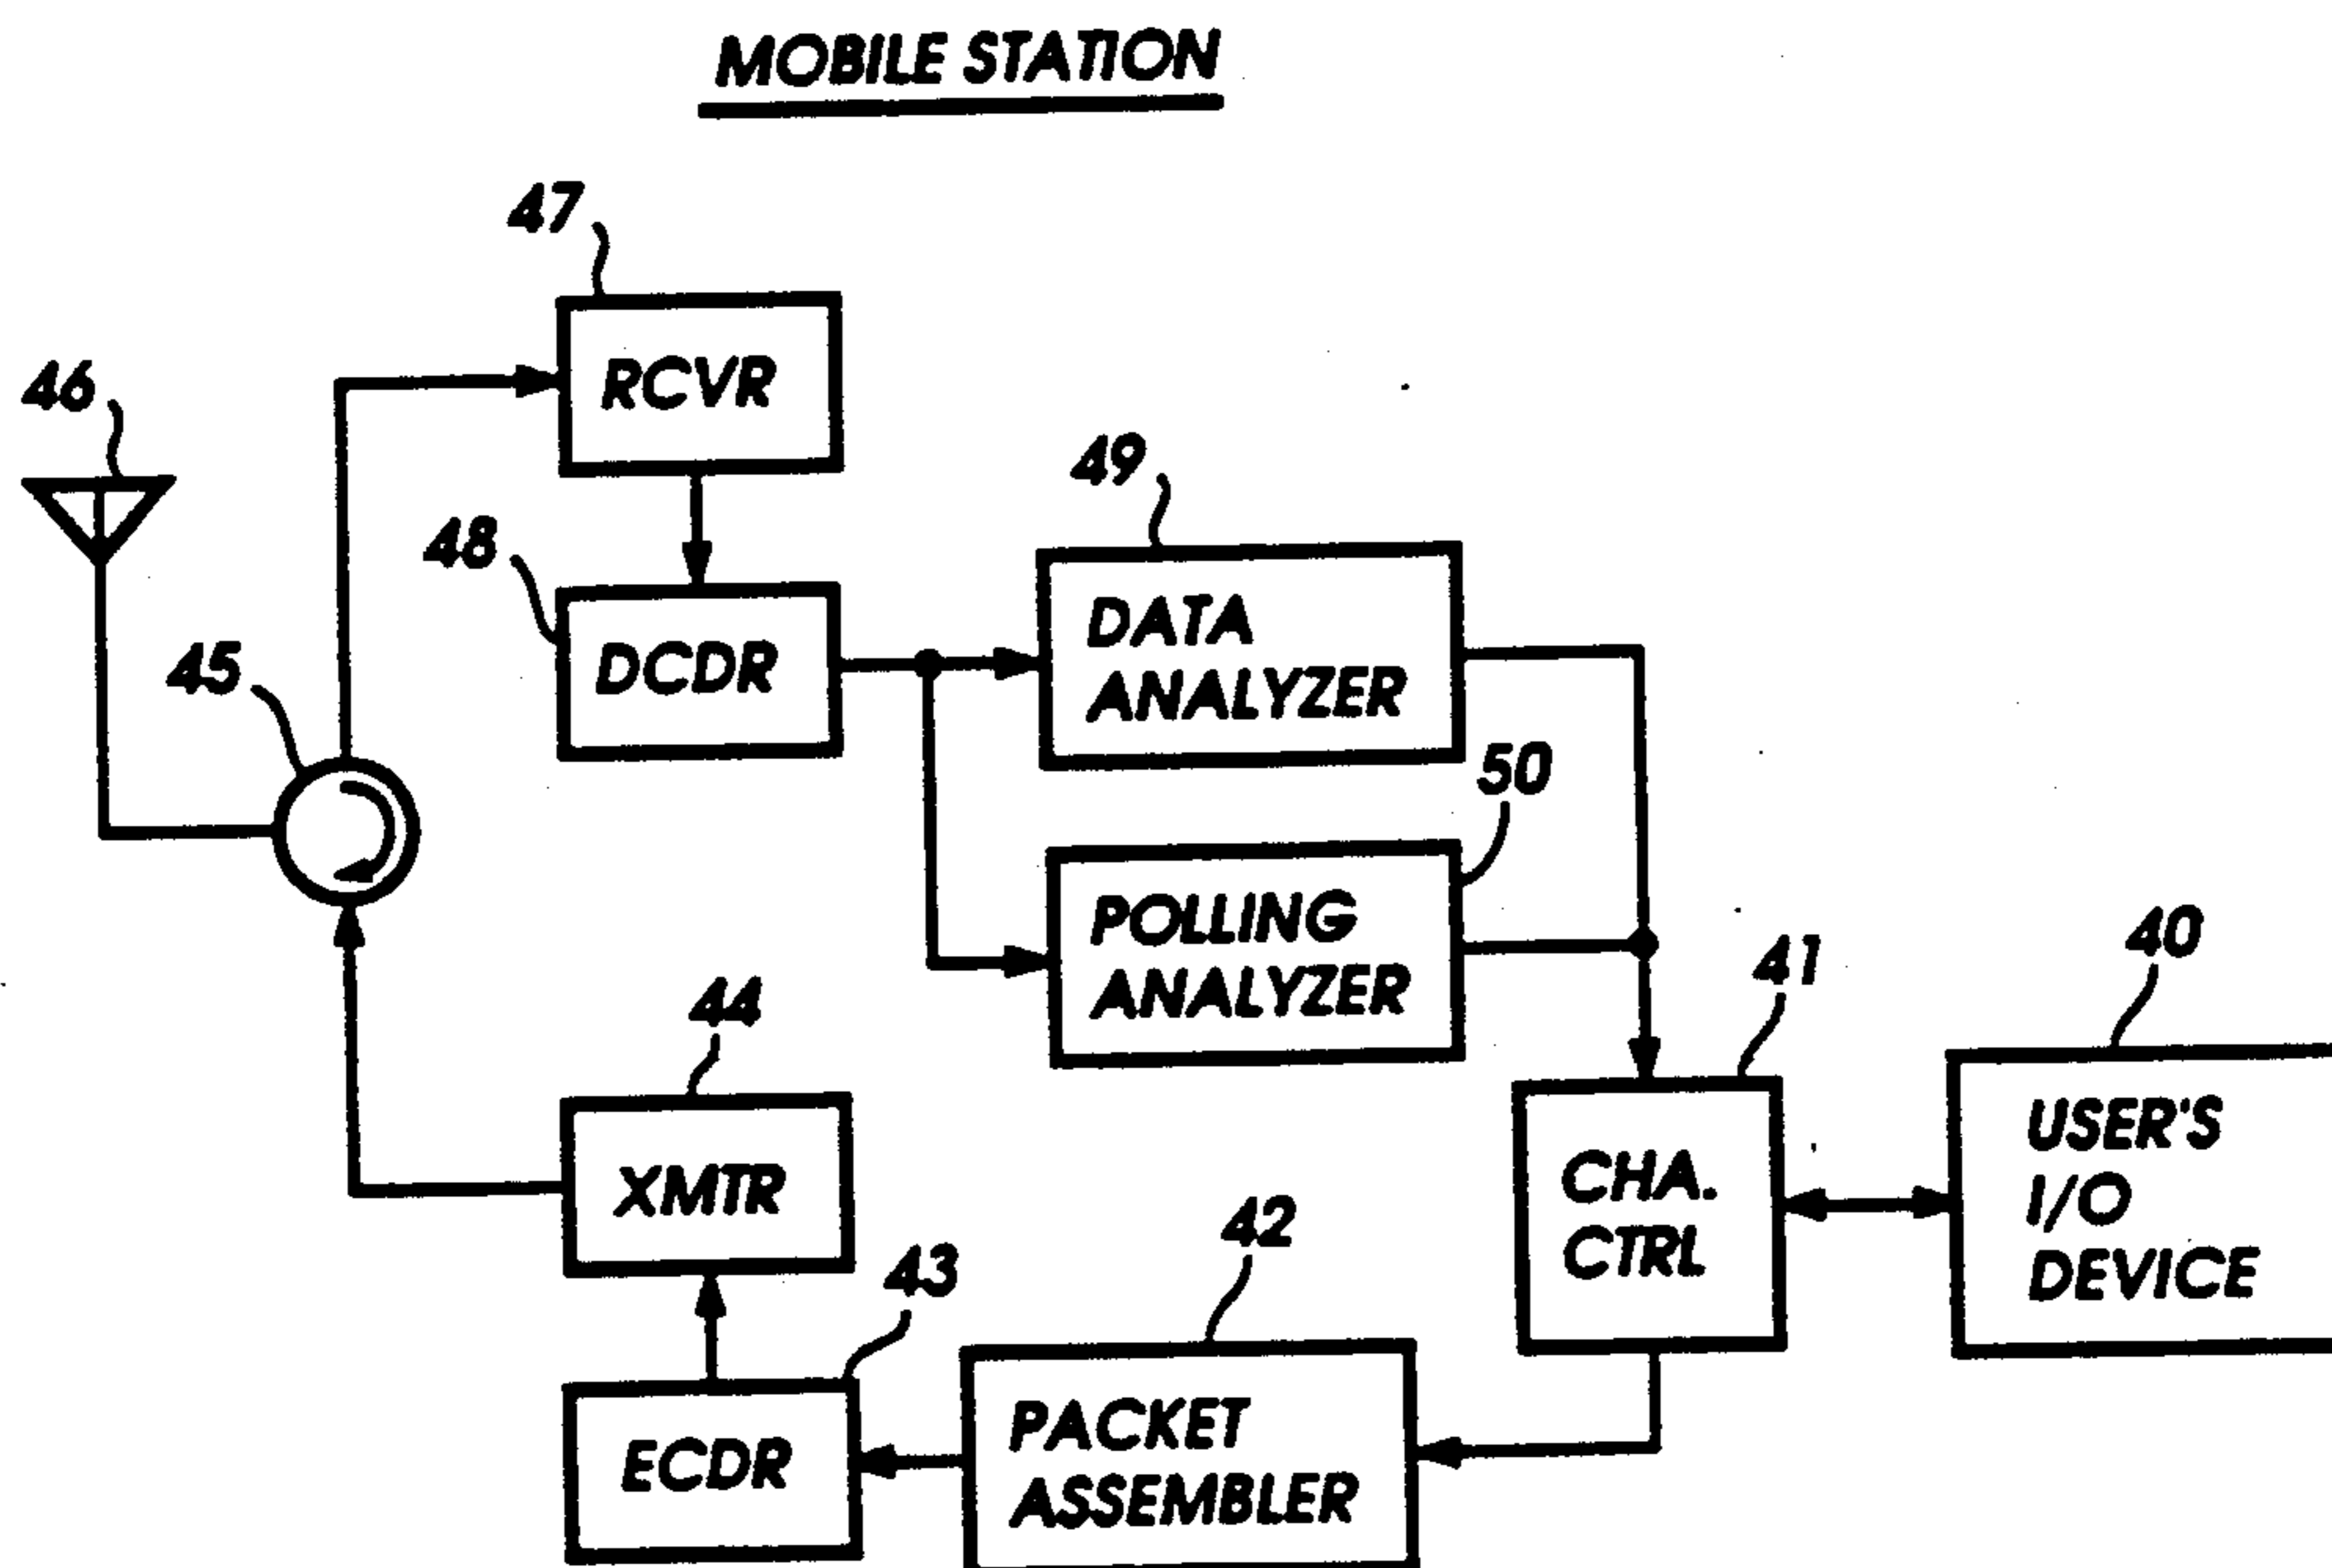 MOBILE STATION
47
RCVR
46
49
48
DATA
ANALYZER
DCDR
45
50
POLLING
ANALYZER
40
41
44
USER'S
I/O
DEVICE
CHA.
CTRL
XMTR
42
43
PACKET
ASSEMBLER
ECDR